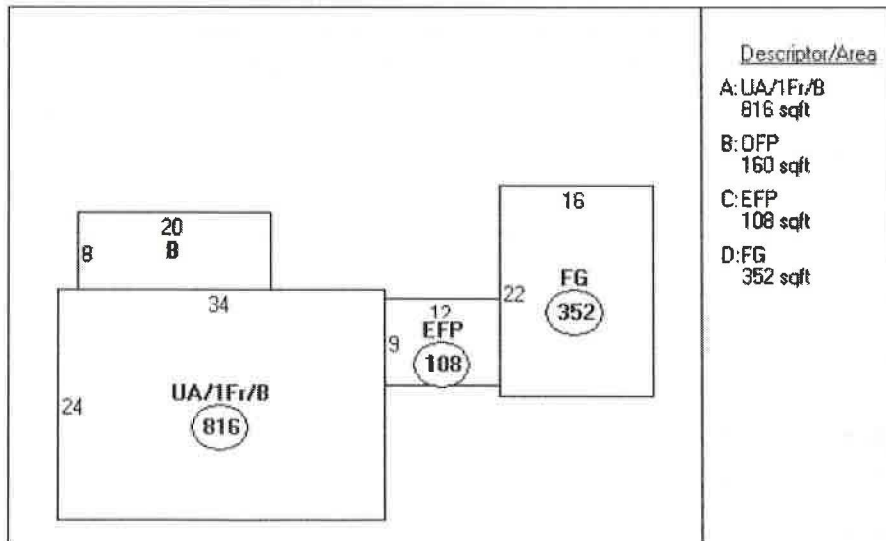 20
8
B
34
24
UA/1Fr/B
816
12
9
EFP
108
16
22
FG
352
Descriptor/Area
A:UA/1Fr/B
816 sqft
B:OFP
160 sqft
C:EFP
108 sqft
D:FG
352 sqft